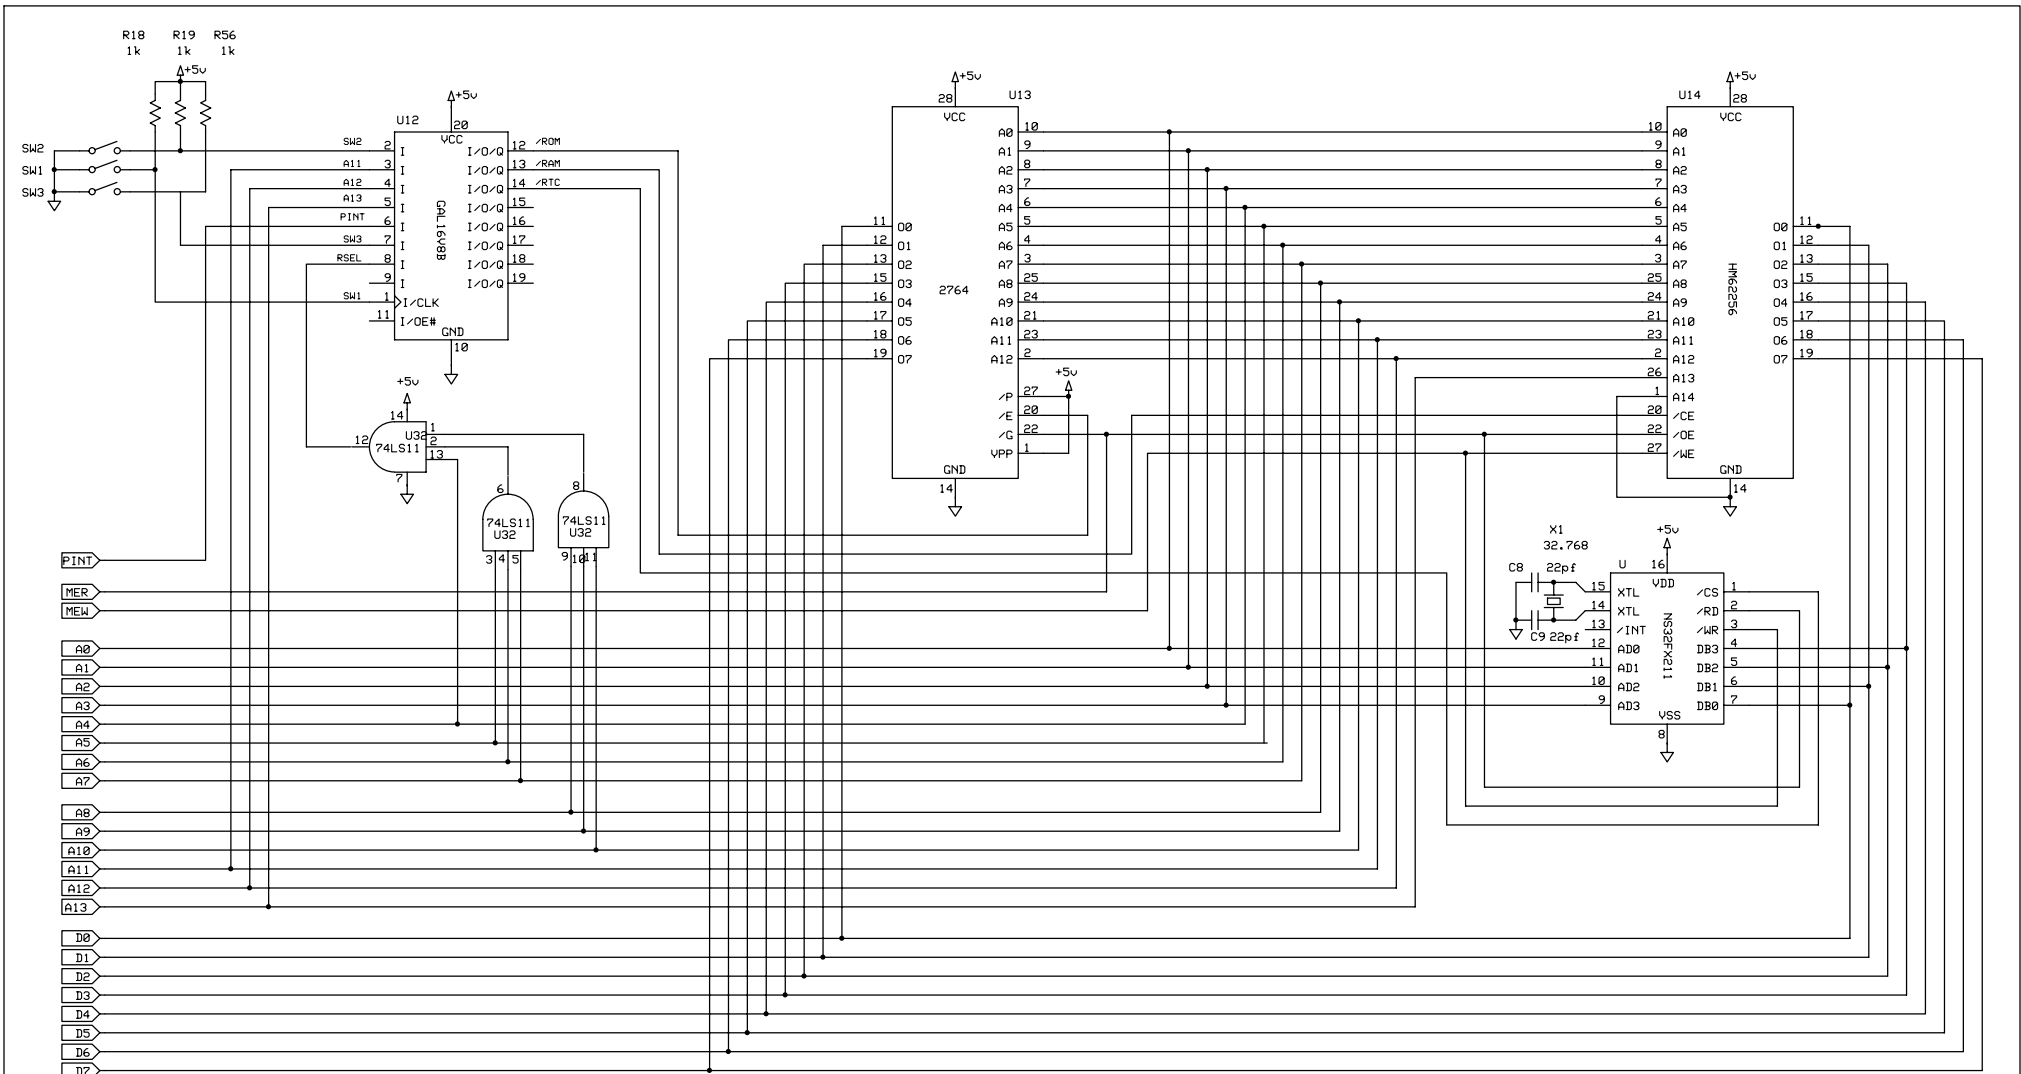 R18 R19 R56
1k 1k 1k
+5v
SW2
SW1
SW3
U12
+5v
20
VCC
SW2 2 I I/O/Q 12 /ROM
A11 3 I I/O/Q 13 /RAM
A12 4 I I/O/Q 14 /RTC
A13 5 I I/O/Q 15
PINT 6 I I/O/Q 16
SW3 7 I I/O/Q 17
RSEL 8 I I/O/Q 18
9 I I/O/Q 19
SW1 1 I/CLK
11 I/OE#
GAL16V8B
GND
10
+5v
14
12 U32 1
74LS11 2
13
7
6
74LS11
U32
3 4 5
8
74LS11
U32
9 10 11
+5v
28 U13
VCC
A0 10
A1 9
A2 8
A3 7
A4 6
11 O0 A5 5
12 O1 A6 4
13 O2 A7 3
15 O3 A8 25
16 O4 A9 24
17 O5 A10 21
18 O6 A11 23
19 O7 A12 2
2764
+5v
/P 27
/E 20
/G 22
VPP 1
GND
14
+5v
U14 28
VCC
10 A0
9 A1
8 A2
7 A3
6 A4
5 A5 O0 11
4 A6 O1 12
3 A7 O2 13
25 A8 O3 15
24 A9 O4 16
21 A10 O5 17
23 A11 O6 18
2 A12 O7 19
26 A13
1 A14
20 /CE
22 /OE
27 /WE
HM62256
GND
14
X1
32.768
+5v
C8 22pf
C9 22pf
U 16
VDD
15 XTL /CS 1
14 XTL /RD 2
13 /INT /WR 3
12 AD0 DB3 4
11 AD1 DB2 5
10 AD2 DB1 6
9 AD3 DB0 7
NS32FX211
VSS
8
PINT
MER
MEW
A0
A1
A2
A3
A4
A5
A6
A7
A8
A9
A10
A11
A12
A13
D0
D1
D2
D3
D4
D5
D6
D7